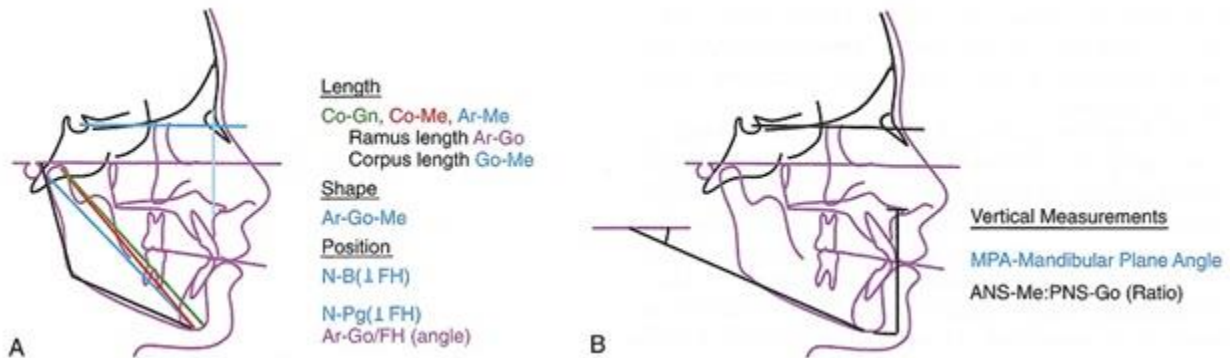 Length
Co-Gn, Co-Me, Ar-Me
Ramus length Ar-Go
Corpus length Go-Me
Shape
Ar-Go-Me
Position
N-B(⊥ FH)
N-Pg(⊥ FH)
Ar-Go/FH (angle)
A
Vertical Measurements
MPA-Mandibular Plane Angle
ANS-Me:PNS-Go (Ratio)
B